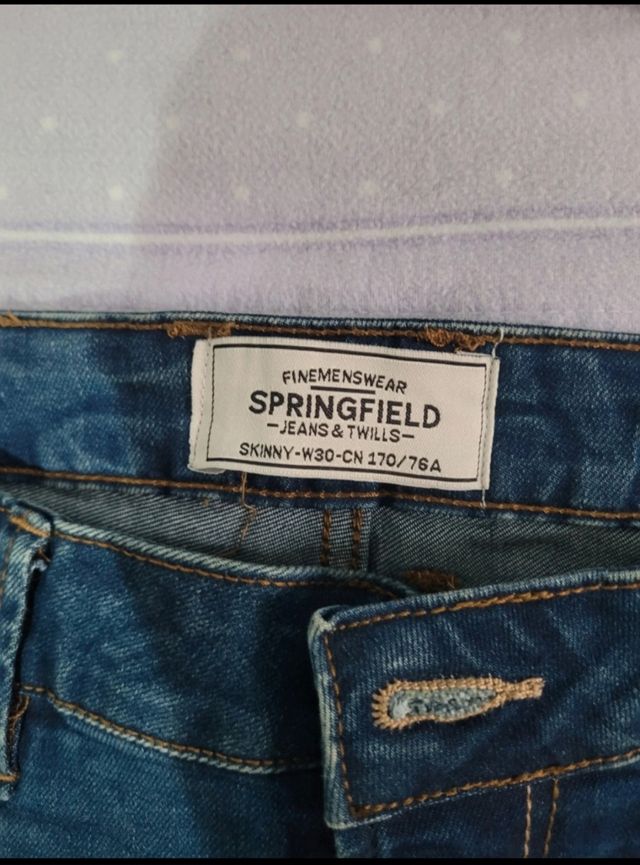 FINEMENSWEAR
SPRINGFIELD
-JEANS & TWILLS-
SKINNY-W30-CN 170/76A